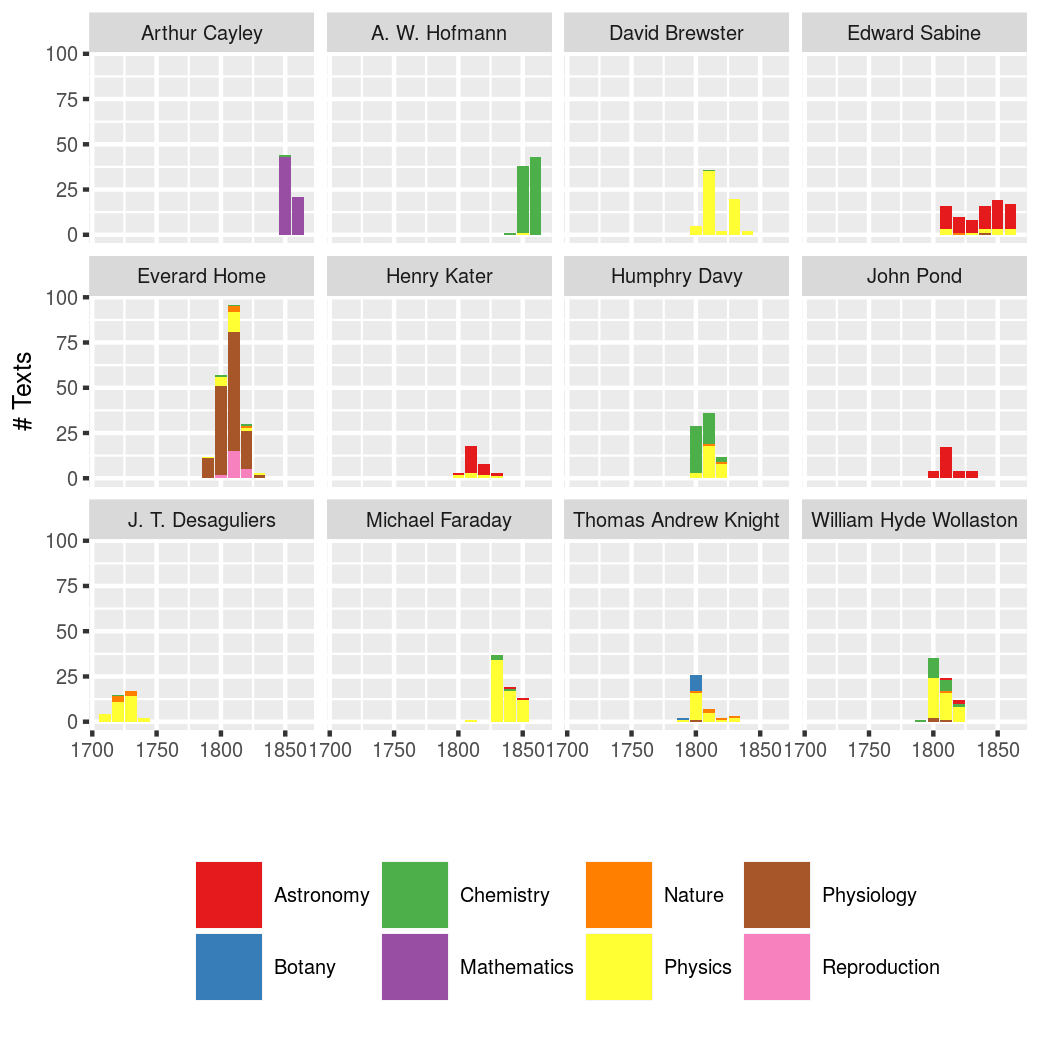 Arthur Cayley
A. W. Hofmann
David Brewster
Edward Sabine
100
75
50
25
0
Everard Home
Henry Kater
Humphry Davy
John Pond
100
75
50
25
0
# Texts
J. T. Desaguliers
Michael Faraday
Thomas Andrew Knight
William Hyde Wollaston
100
75
50
25
0
1700 1750 1800 1850
1700 1750 1800 1850
1700 1750 1800 1850
1700 1750 1800 1850
Astronomy
Chemistry
Nature
Physiology
Botany
Mathematics
Physics
Reproduction